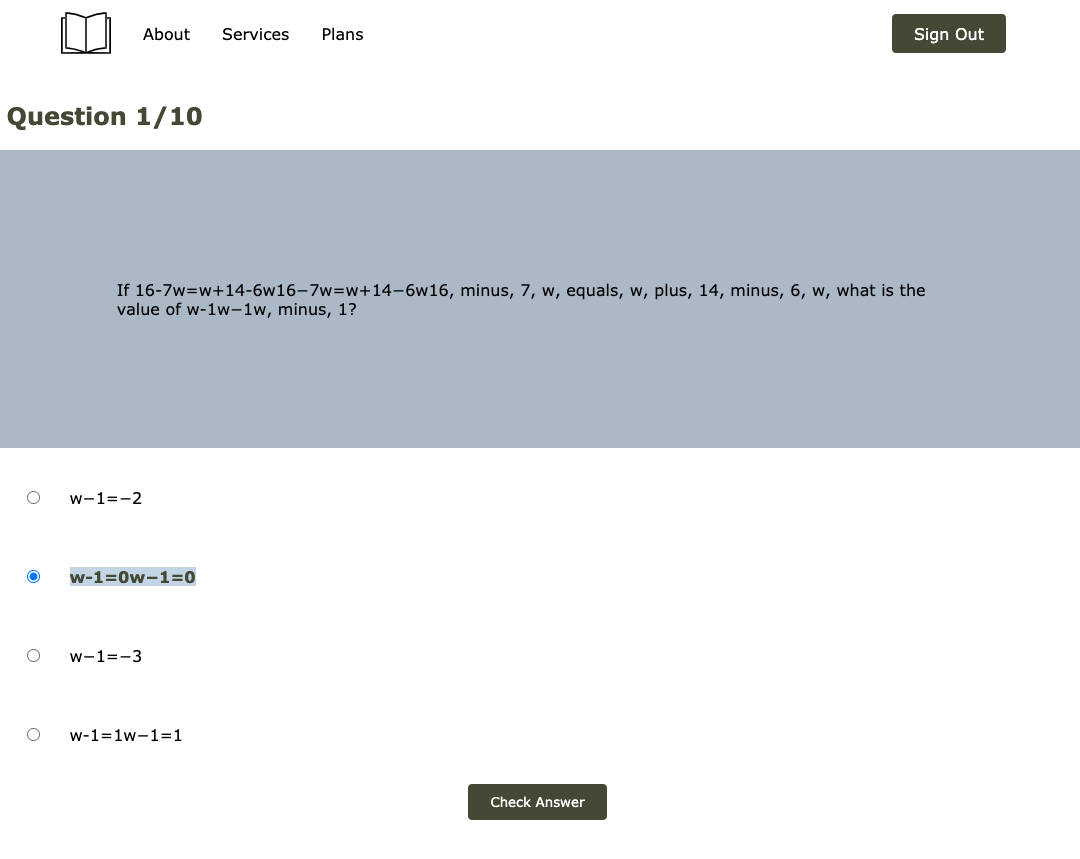 About Services Plans Sign Out
Question 1/10
If 16-7w=w+14-6w16−7w=w+14−6w16, minus, 7, w, equals, w, plus, 14, minus, 6, w, what is the
value of w-1w−1w, minus, 1?
w−1=−2
w-1=0w−1=0
w−1=−3
w-1=1w−1=1
Check Answer